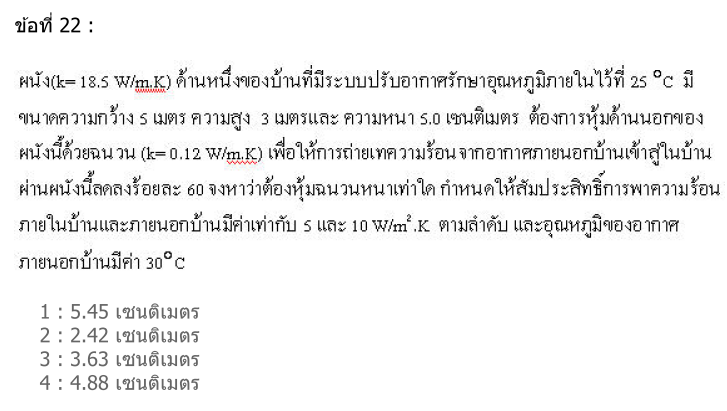 ข้อที่ 22 :
ผนัง(k= 18.5 W/m.K) ด้านหนึ่งของบ้านที่มีระบบปรับอากาศรักษาอุณหภูมิภายในไว้ที่ 25 °C มี
ขนาดความกว้าง 5 เมตร ความสูง 3 เมตรและ ความหนา 5.0 เซนติเมตร ต้องการหุ้มด้านนอกของ
ผนังนี้ด้วยฉนวน (k= 0.12 W/m.K) เพื่อให้การถ่ายเทความร้อนจากอากาศภายนอกบ้านเข้าสู่ในบ้าน
ผ่านผนังนี้ลดลงร้อยละ 60 จงหาว่าต้องหุ้มฉนวนหนาเท่าใด กำหนดให้สัมประสิทธิ์การพาความร้อน
ภายในบ้านและภายนอกบ้านมีค่าเท่ากับ 5 และ 10 W/m².K ตามลำดับ และอุณหภูมิของอากาศ
ภายนอกบ้านมีค่า 30°C
1 : 5.45 เซนติเมตร
2 : 2.42 เซนติเมตร
3 : 3.63 เซนติเมตร
4 : 4.88 เซนติเมตร